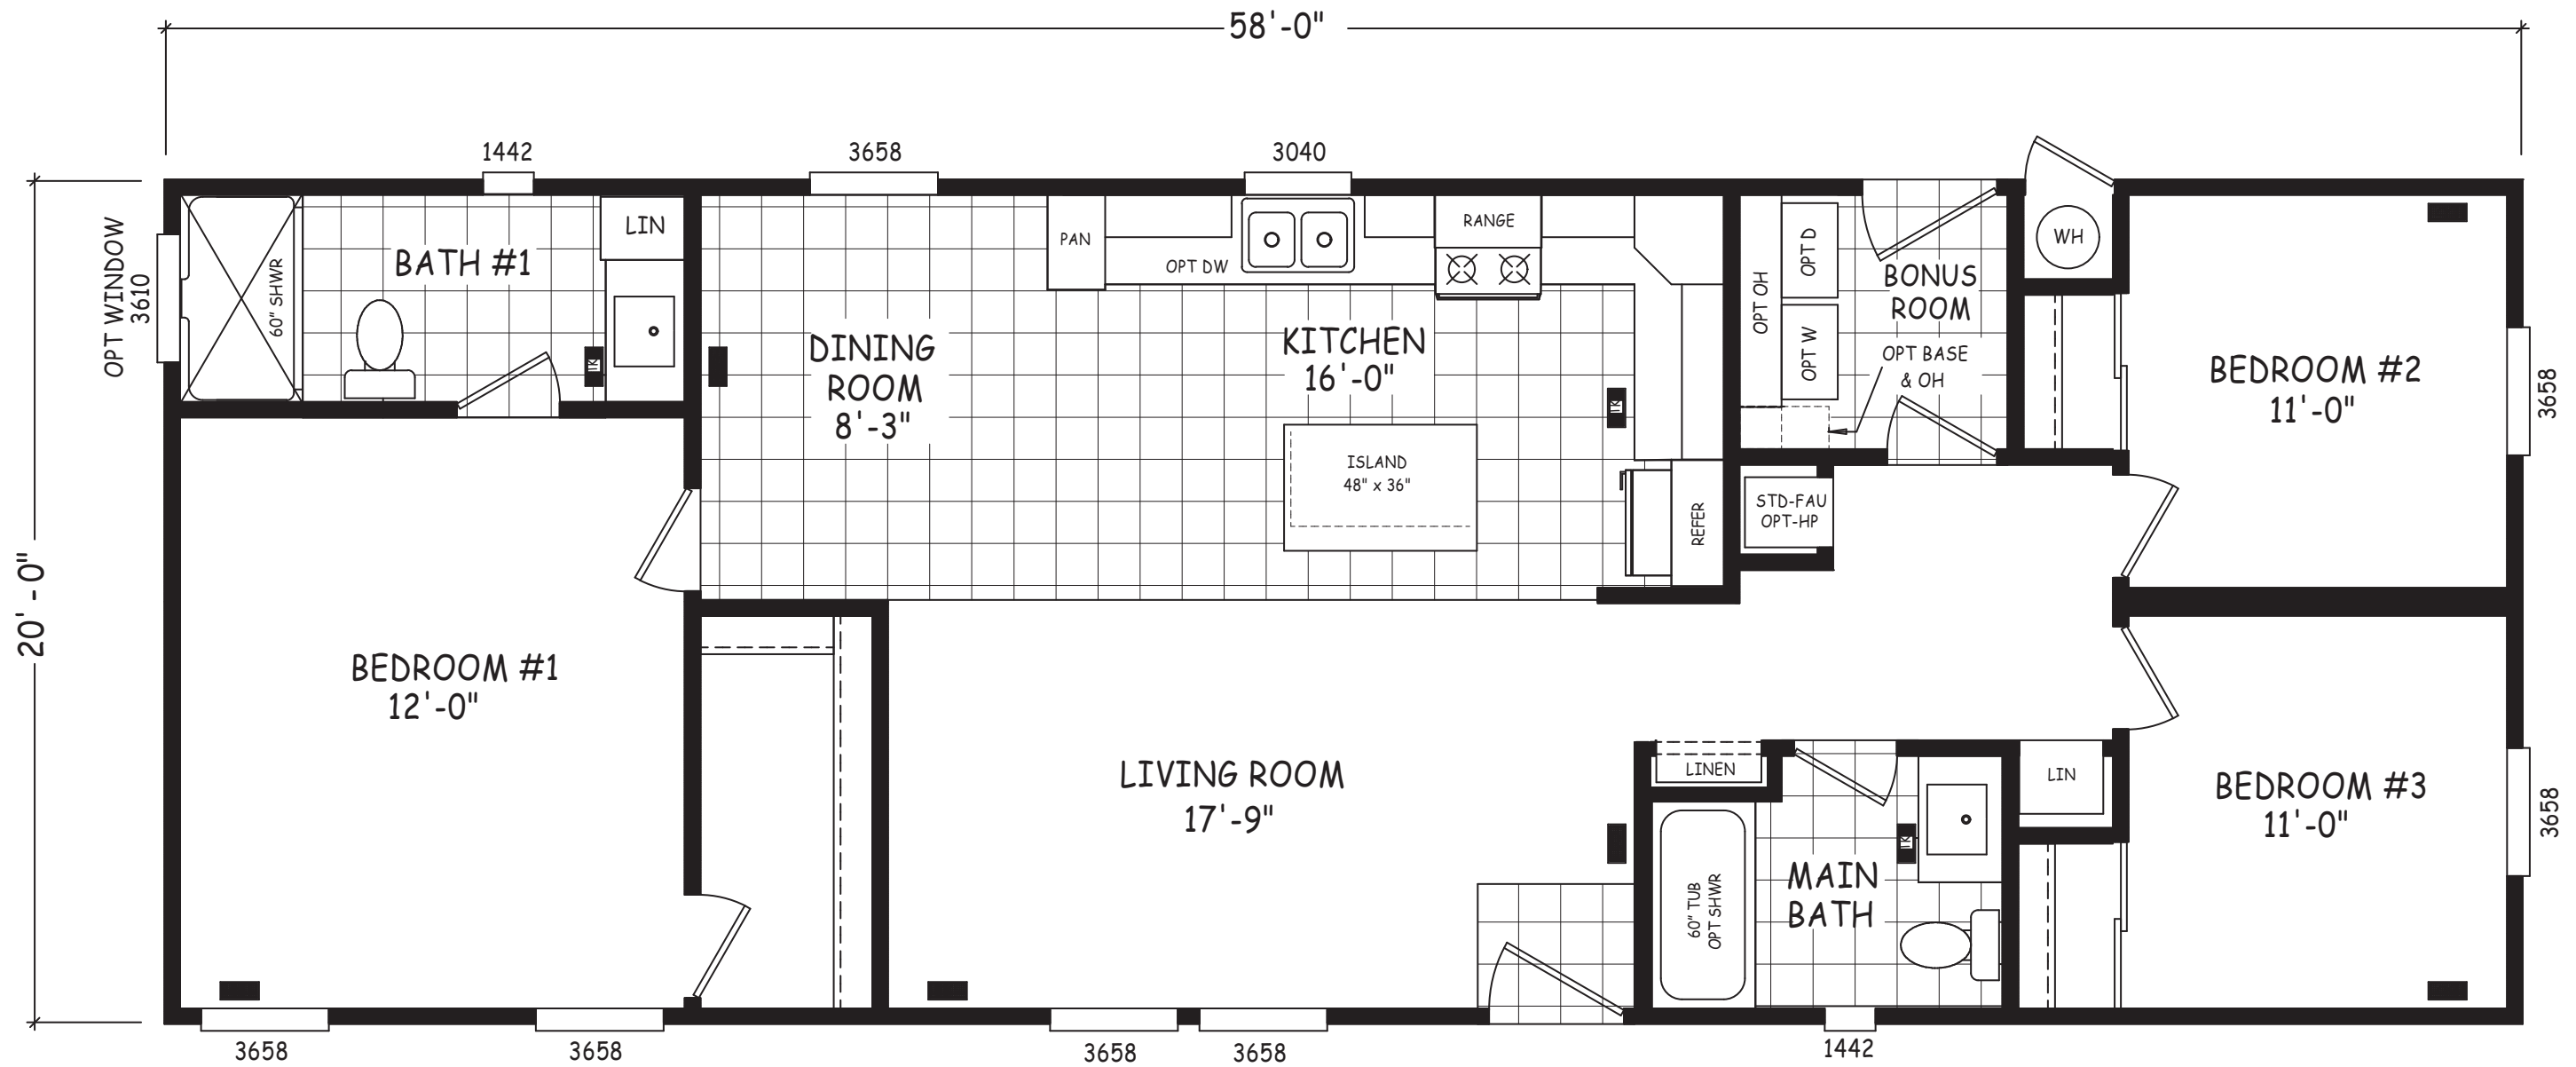 58'-0"
1442
3658
3040
20'-0"
OPT WINDOW
3610
60" SHWR
BATH #1
LIN
TK
DINING
ROOM
8'-3"
PAN
OPT DW
RANGE
KITCHEN
16'-0"
TK
ISLAND
48" x 36"
REFER
OPT OH
OPT D
OPT W
BONUS
ROOM
OPT BASE
& OH
WH
STD-FAU
OPT-HP
BEDROOM #2
11'-0"
3658
BEDROOM #1
12'-0"
LIVING ROOM
17'-9"
LINEN
60" TUB
OPT SHWR
MAIN
BATH
TK
LIN
BEDROOM #3
11'-0"
3658
3658
3658
3658
3658
1442